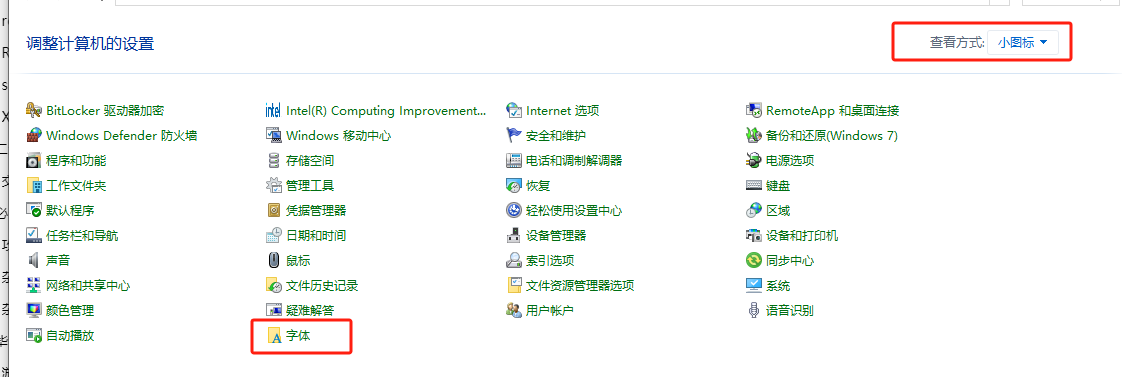 调整计算机的设置
查看方式: 小图标
BitLocker 驱动器加密
Intel(R) Computing Improvement...
Internet 选项
RemoteApp 和桌面连接
Windows Defender 防火墙
Windows 移动中心
安全和维护
备份和还原(Windows 7)
程序和功能
存储空间
电话和调制解调器
电源选项
工作文件夹
管理工具
恢复
键盘
默认程序
凭据管理器
轻松使用设置中心
区域
任务栏和导航
日期和时间
设备管理器
设备和打印机
声音
鼠标
索引选项
同步中心
网络和共享中心
文件历史记录
文件资源管理器选项
系统
颜色管理
疑难解答
用户帐户
语音识别
自动播放
字体